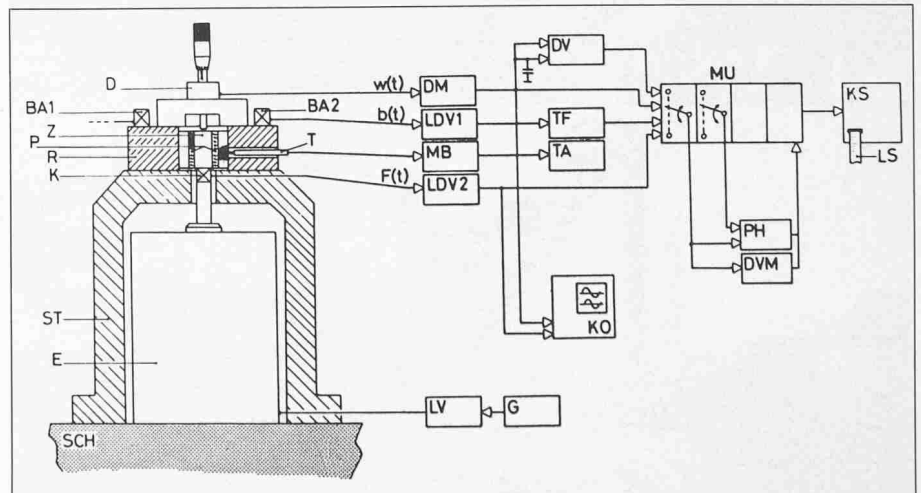 D
w(t)
DM
DV
MU
KS
BA1
BA2
b(t)
LDV1
TF
LS
Z
P
T
R
MB
TA
K
F(t)
LDV2
PH
DVM
ST
KO
E
LV
G
SCH